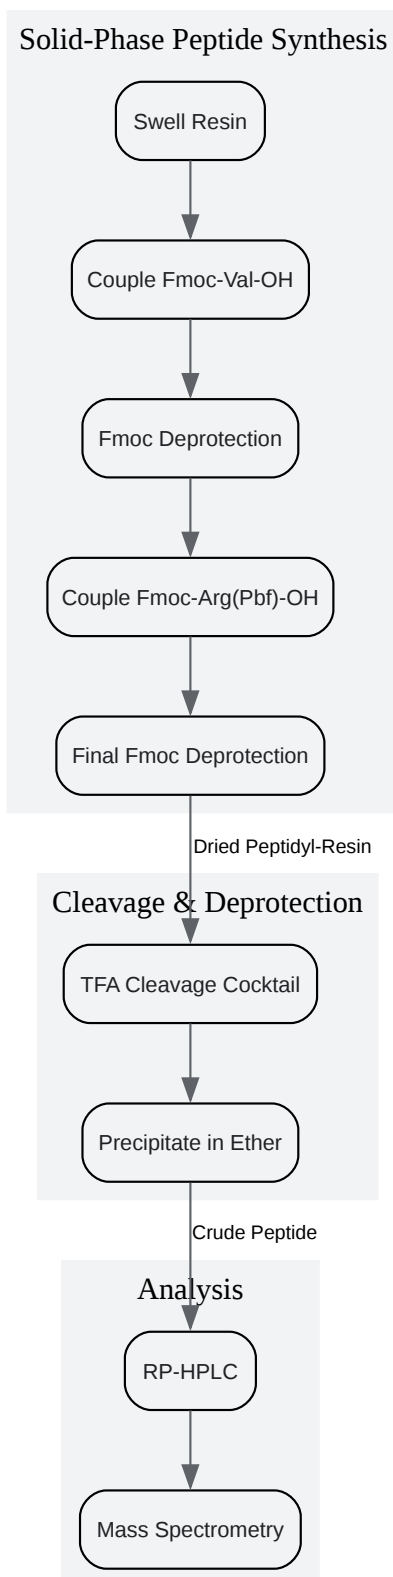 Solid-Phase Peptide Synthesis
Swell Resin
Couple Fmoc-Val-OH
Fmoc Deprotection
Couple Fmoc-Arg(Pbf)-OH
Final Fmoc Deprotection
Dried Peptidyl-Resin
Cleavage & Deprotection
TFA Cleavage Cocktail
Precipitate in Ether
Crude Peptide
Analysis
RP-HPLC
Mass Spectrometry